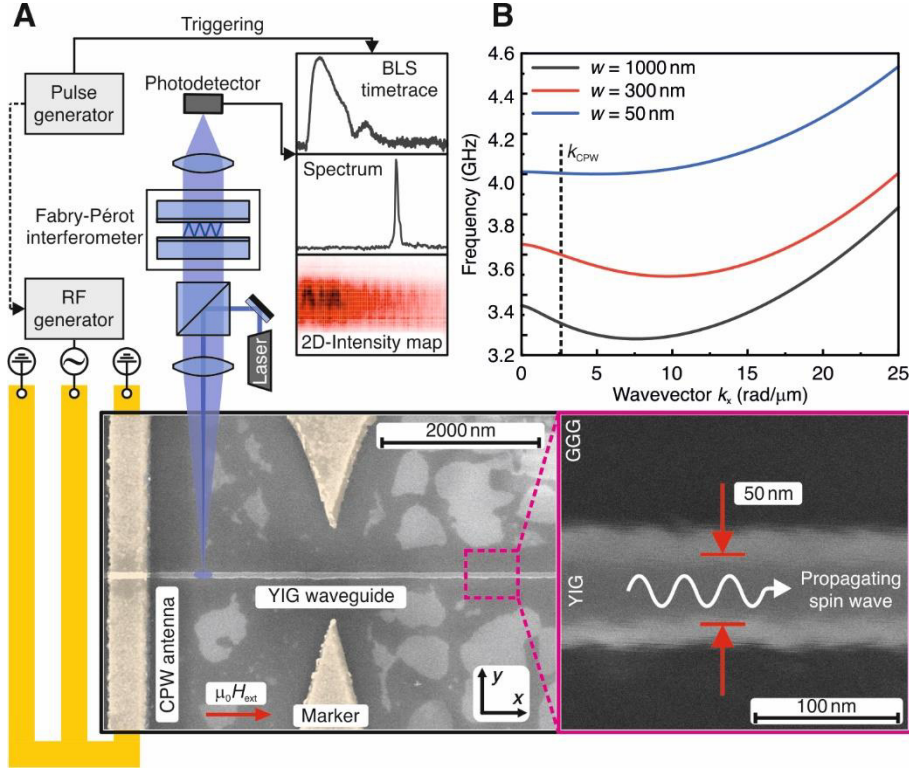 A
Triggering
Pulse
generator
Photodetector
BLS
timetrace
Spectrum
Fabry-Pérot
interferometer
RF
generator
Laser
2D-Intensity map
B
w = 1000 nm
w = 300 nm
w = 50 nm
k_CPW
Frequency (GHz)
4.6
4.4
4.2
4.0
3.8
3.6
3.4
3.2
0 5 10 15 20 25
Wavevector kₓ (rad/µm)
2000 nm
YIG waveguide
CPW antenna
µ₀H_ext
Marker
y
x
GGG
50 nm
YIG
Propagating
spin wave
100 nm